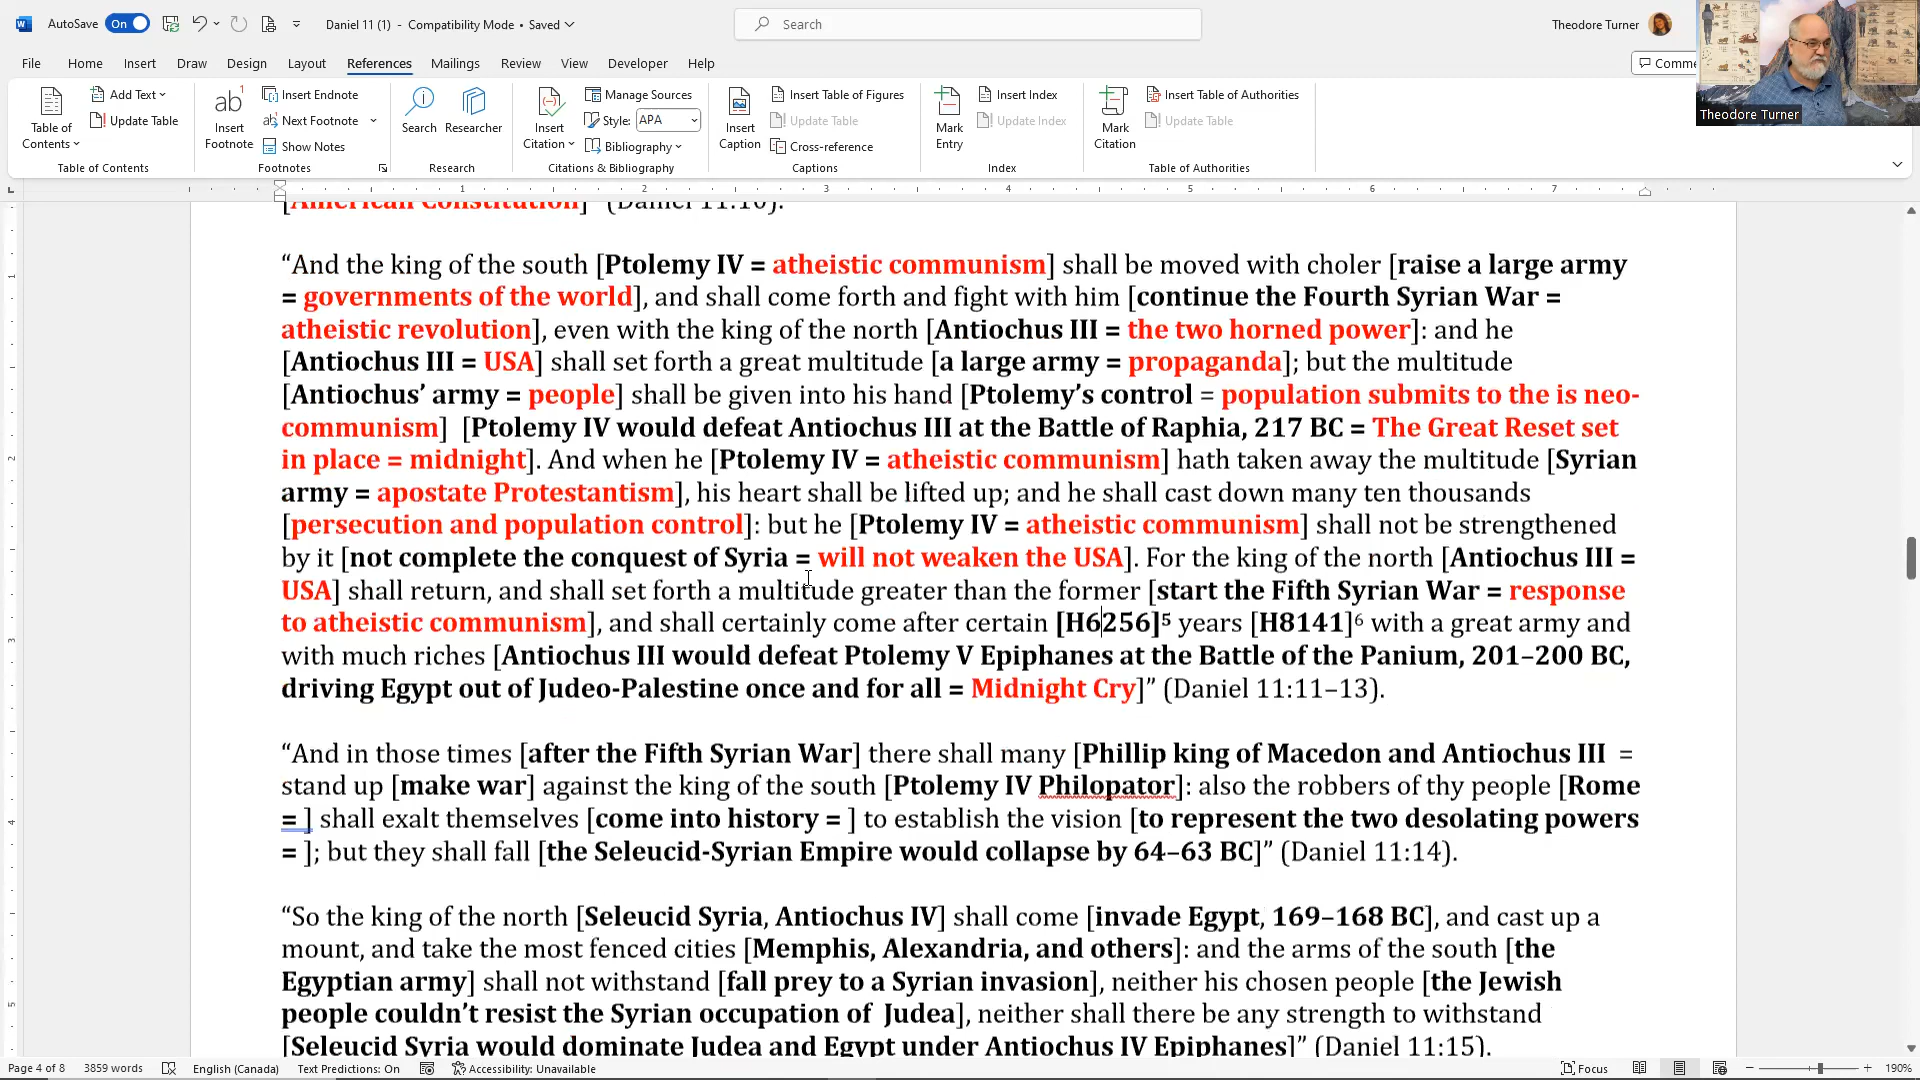 AutoSave On Daniel 11 (1) - Compatibility Mode • Saved Search Theodore Turner
File Home Insert Draw Design Layout References Mailings Review View Developer Help Comme
Table of Contents Add Text Update Table Table of Contents
ab Insert Footnote Insert Endnote Next Footnote Show Notes Footnotes
Search Researcher Research
Insert Citation Manage Sources Style: APA Bibliography Citations & Bibliography
Insert Caption Insert Table of Figures Update Table Cross-reference Captions
Mark Entry Insert Index Update Index Index
Mark Citation Insert Table of Authorities Update Table Table of Authorities
Theodore Turner
1 2 3 4 5 6 7
[American Constitution]” (Daniel 11:10).
“And the king of the south [Ptolemy IV = atheistic communism] shall be moved with choler [raise a large army
= governments of the world], and shall come forth and fight with him [continue the Fourth Syrian War =
atheistic revolution], even with the king of the north [Antiochus III = the two horned power]: and he
[Antiochus III = USA] shall set forth a great multitude [a large army = propaganda]; but the multitude
[Antiochus’ army = people] shall be given into his hand [Ptolemy’s control = population submits to the is neo-
communism] [Ptolemy IV would defeat Antiochus III at the Battle of Raphia, 217 BC = The Great Reset set
in place = midnight]. And when he [Ptolemy IV = atheistic communism] hath taken away the multitude [Syrian
army = apostate Protestantism], his heart shall be lifted up; and he shall cast down many ten thousands
[persecution and population control]: but he [Ptolemy IV = atheistic communism] shall not be strengthened
by it [not complete the conquest of Syria = will not weaken the USA]. For the king of the north [Antiochus III =
USA] shall return, and shall set forth a multitude greater than the former [start the Fifth Syrian War = response
to atheistic communism], and shall certainly come after certain [H6256]5 years [H8141]6 with a great army and
with much riches [Antiochus III would defeat Ptolemy V Epiphanes at the Battle of the Panium, 201–200 BC,
driving Egypt out of Judeo-Palestine once and for all = Midnight Cry]” (Daniel 11:11–13).
“And in those times [after the Fifth Syrian War] there shall many [Phillip king of Macedon and Antiochus III =
stand up [make war] against the king of the south [Ptolemy IV Philopator]: also the robbers of thy people [Rome
= ] shall exalt themselves [come into history = ] to establish the vision [to represent the two desolating powers
= ]; but they shall fall [the Seleucid-Syrian Empire would collapse by 64–63 BC]” (Daniel 11:14).
“So the king of the north [Seleucid Syria, Antiochus IV] shall come [invade Egypt, 169–168 BC], and cast up a
mount, and take the most fenced cities [Memphis, Alexandria, and others]: and the arms of the south [the
Egyptian army] shall not withstand [fall prey to a Syrian invasion], neither his chosen people [the Jewish
people couldn’t resist the Syrian occupation of Judea], neither shall there be any strength to withstand
[Seleucid Syria would dominate Judea and Egypt under Antiochus IV Epiphanes]” (Daniel 11:15).
Page 4 of 8 3859 words English (Canada) Text Predictions: On Accessibility: Unavailable Focus 190%